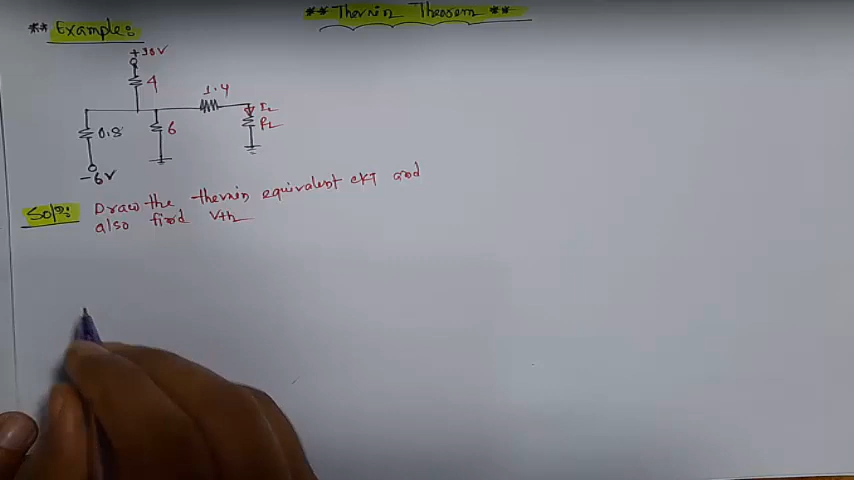 ** Thevnin Theorem **
** Example:
+30V
4
1.4
IL
RL
0.8
6
-6V
Sol?: Draw the thevnin equivalent CKT and
also find Vth